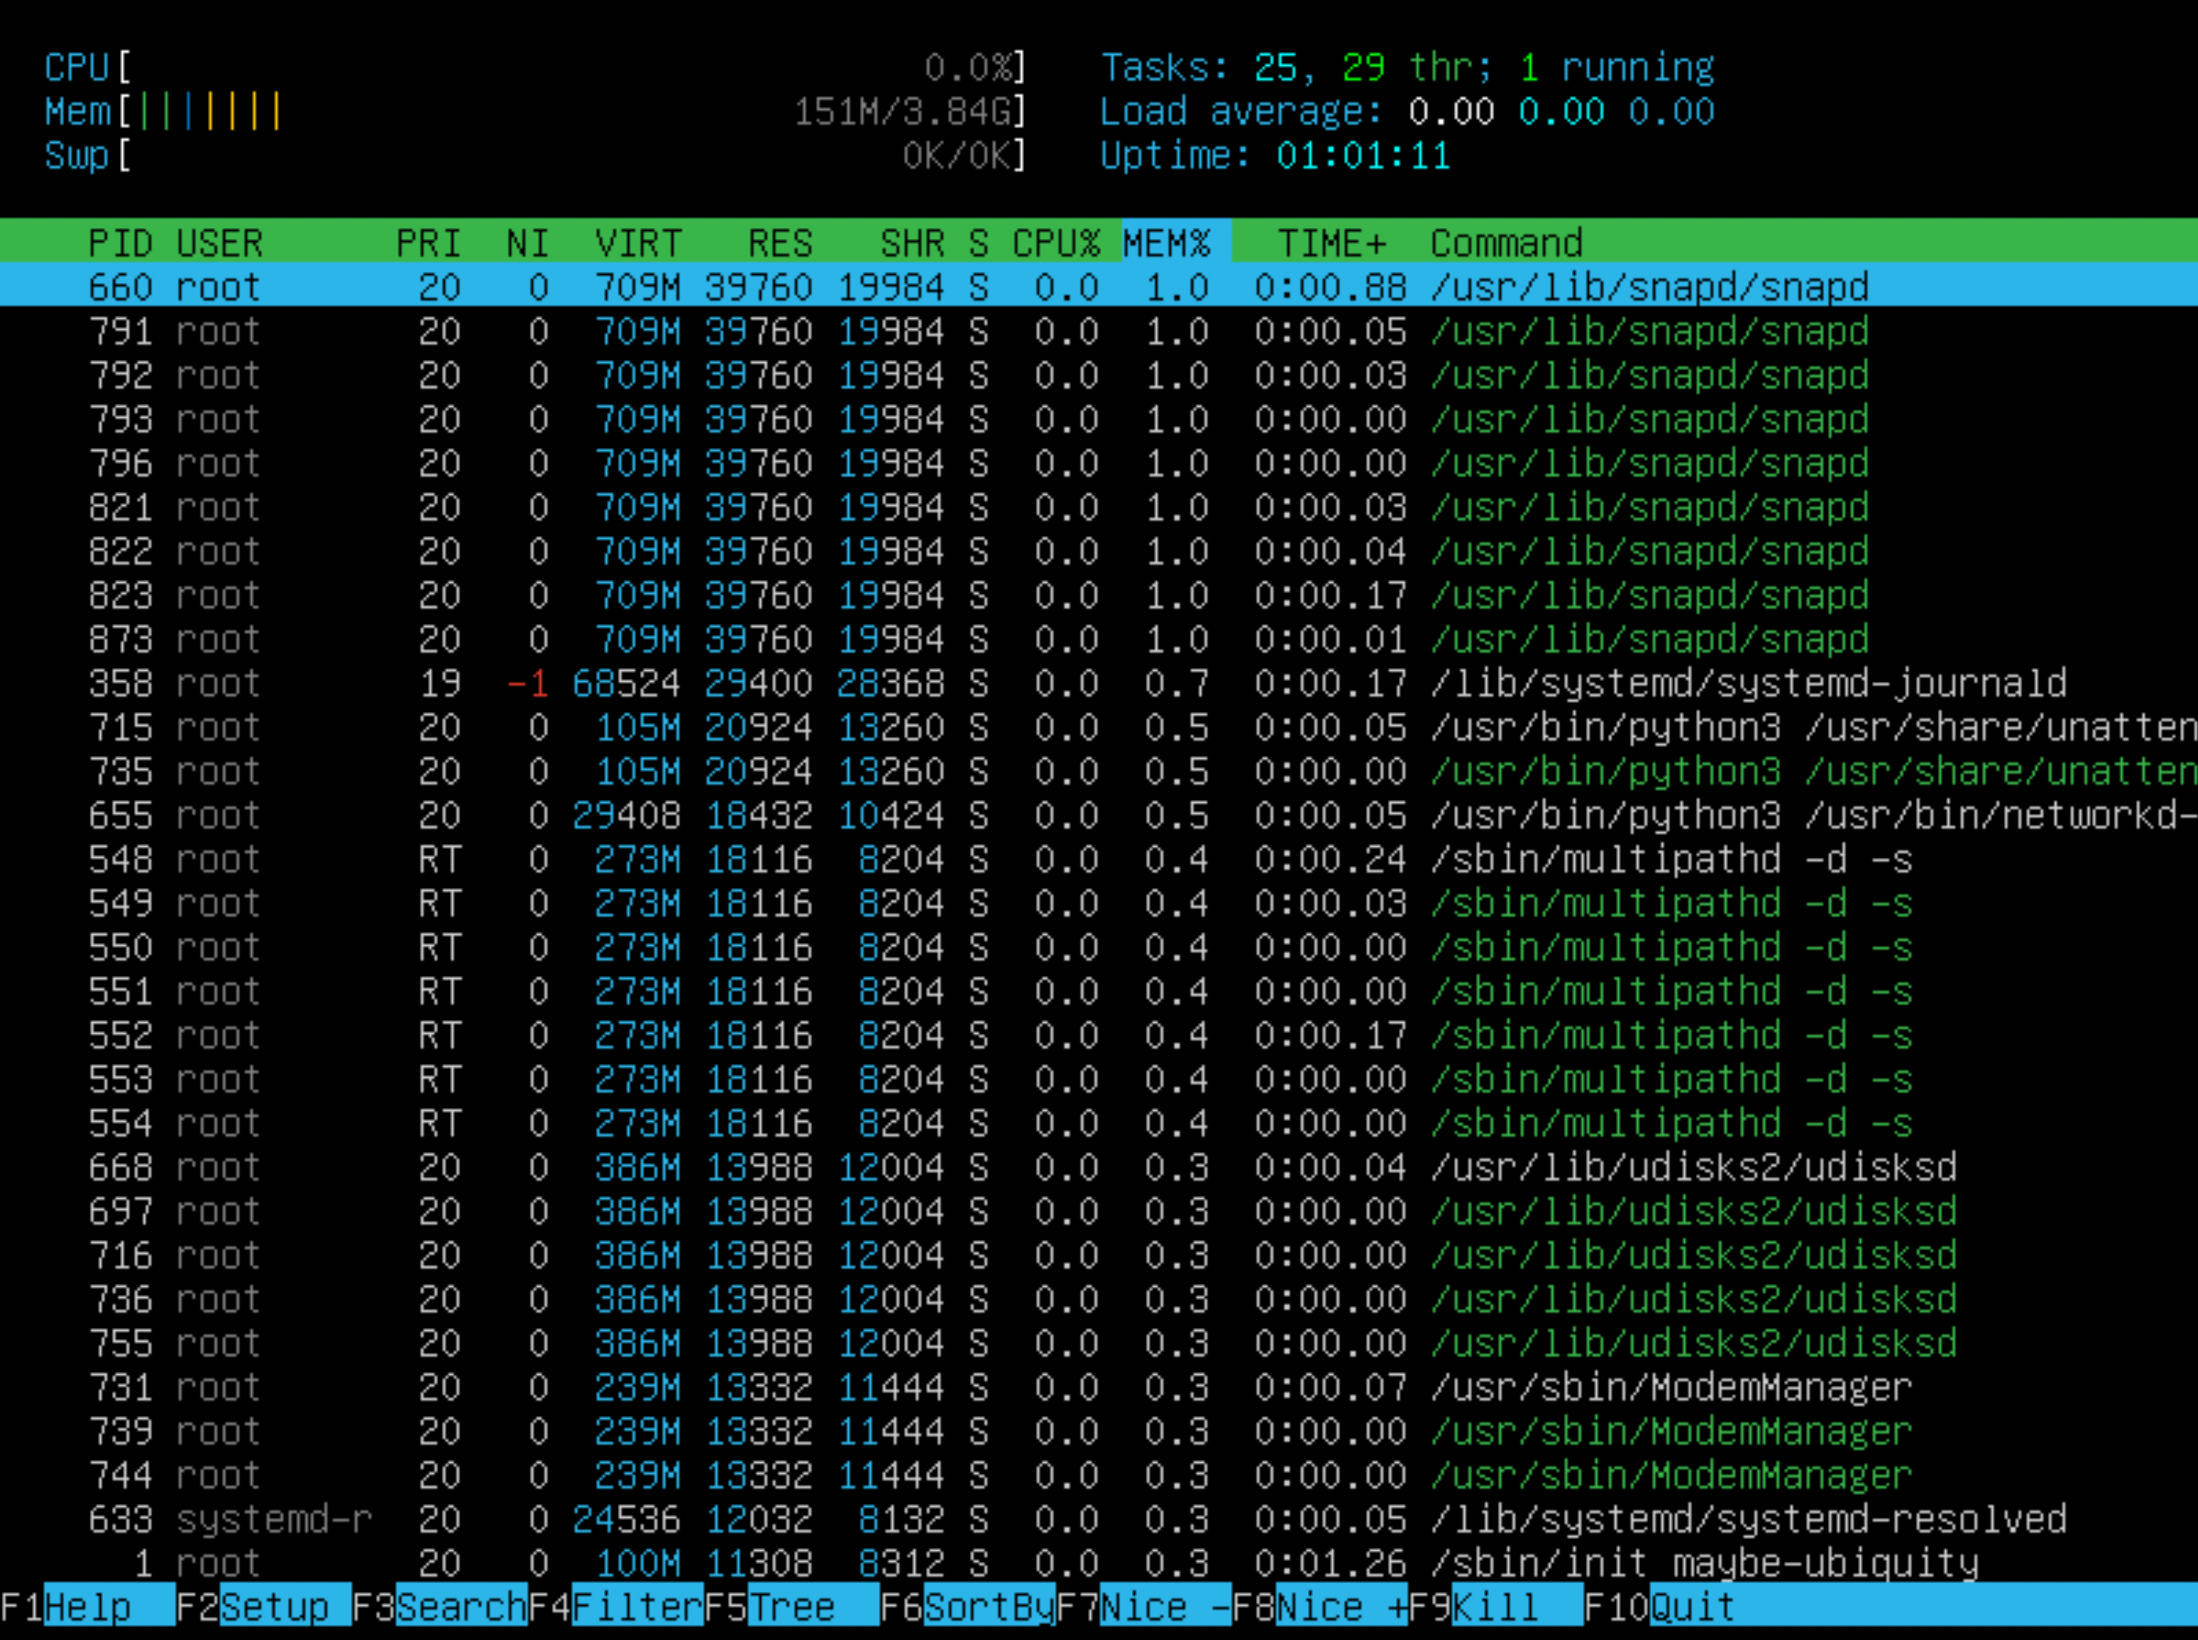 CPU[ 0.0%] Tasks: 25, 29 thr; 1 running
Mem[||||||| 151M/3.84G] Load average: 0.00 0.00 0.00
Swp[ 0K/0K] Uptime: 01:01:11
PID USER PRI NI VIRT RES SHR S CPU% MEM% TIME+ Command
660 root 20 0 709M 39760 19984 S 0.0 1.0 0:00.88 /usr/lib/snapd/snapd
791 root 20 0 709M 39760 19984 S 0.0 1.0 0:00.05 /usr/lib/snapd/snapd
792 root 20 0 709M 39760 19984 S 0.0 1.0 0:00.03 /usr/lib/snapd/snapd
793 root 20 0 709M 39760 19984 S 0.0 1.0 0:00.00 /usr/lib/snapd/snapd
796 root 20 0 709M 39760 19984 S 0.0 1.0 0:00.00 /usr/lib/snapd/snapd
821 root 20 0 709M 39760 19984 S 0.0 1.0 0:00.03 /usr/lib/snapd/snapd
822 root 20 0 709M 39760 19984 S 0.0 1.0 0:00.04 /usr/lib/snapd/snapd
823 root 20 0 709M 39760 19984 S 0.0 1.0 0:00.17 /usr/lib/snapd/snapd
873 root 20 0 709M 39760 19984 S 0.0 1.0 0:00.01 /usr/lib/snapd/snapd
358 root 19 -1 68524 29400 28368 S 0.0 0.7 0:00.17 /lib/systemd/systemd-journald
715 root 20 0 105M 20924 13260 S 0.0 0.5 0:00.05 /usr/bin/python3 /usr/share/unatten
735 root 20 0 105M 20924 13260 S 0.0 0.5 0:00.00 /usr/bin/python3 /usr/share/unatten
655 root 20 0 29408 18432 10424 S 0.0 0.5 0:00.05 /usr/bin/python3 /usr/bin/networkd-
548 root RT 0 273M 18116 8204 S 0.0 0.4 0:00.24 /sbin/multipathd -d -s
549 root RT 0 273M 18116 8204 S 0.0 0.4 0:00.03 /sbin/multipathd -d -s
550 root RT 0 273M 18116 8204 S 0.0 0.4 0:00.00 /sbin/multipathd -d -s
551 root RT 0 273M 18116 8204 S 0.0 0.4 0:00.00 /sbin/multipathd -d -s
552 root RT 0 273M 18116 8204 S 0.0 0.4 0:00.17 /sbin/multipathd -d -s
553 root RT 0 273M 18116 8204 S 0.0 0.4 0:00.00 /sbin/multipathd -d -s
554 root RT 0 273M 18116 8204 S 0.0 0.4 0:00.00 /sbin/multipathd -d -s
668 root 20 0 386M 13988 12004 S 0.0 0.3 0:00.04 /usr/lib/udisks2/udisksd
697 root 20 0 386M 13988 12004 S 0.0 0.3 0:00.00 /usr/lib/udisks2/udisksd
716 root 20 0 386M 13988 12004 S 0.0 0.3 0:00.00 /usr/lib/udisks2/udisksd
736 root 20 0 386M 13988 12004 S 0.0 0.3 0:00.00 /usr/lib/udisks2/udisksd
755 root 20 0 386M 13988 12004 S 0.0 0.3 0:00.00 /usr/lib/udisks2/udisksd
731 root 20 0 239M 13332 11444 S 0.0 0.3 0:00.07 /usr/sbin/ModemManager
739 root 20 0 239M 13332 11444 S 0.0 0.3 0:00.00 /usr/sbin/ModemManager
744 root 20 0 239M 13332 11444 S 0.0 0.3 0:00.00 /usr/sbin/ModemManager
633 systemd-r 20 0 24536 12032 8132 S 0.0 0.3 0:00.05 /lib/systemd/systemd-resolved
1 root 20 0 100M 11308 8312 S 0.0 0.3 0:01.26 /sbin/init maybe-ubiquity
F1Help F2Setup F3SearchF4FilterF5Tree F6SortByF7Nice -F8Nice +F9Kill F10Quit